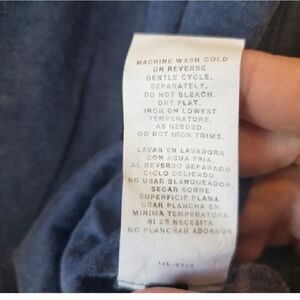 MACHINE WASH COLD
ON REVERSE
GENTLE CYCLE.
SEPARATELY.
DO NOT BLEACH.
DRY FLAT.
IRON ON LOWEST
TEMPERATURE.
AS NEEDED.
DO NOT IRON TRIMS.
LAVAR EN LAVADORA
CON AGUA FRIA.
AL REVERSO SEPARADO
CICLO DELICADO
NO USAR BLANQUEADOR.
SECAR SOBRE
SUPERFICIE PLANA.
USAR PLANCHA EN
MINIMA TEMPERATURA
SI SE NECESITA
NO PLANCHAR ADORNOS